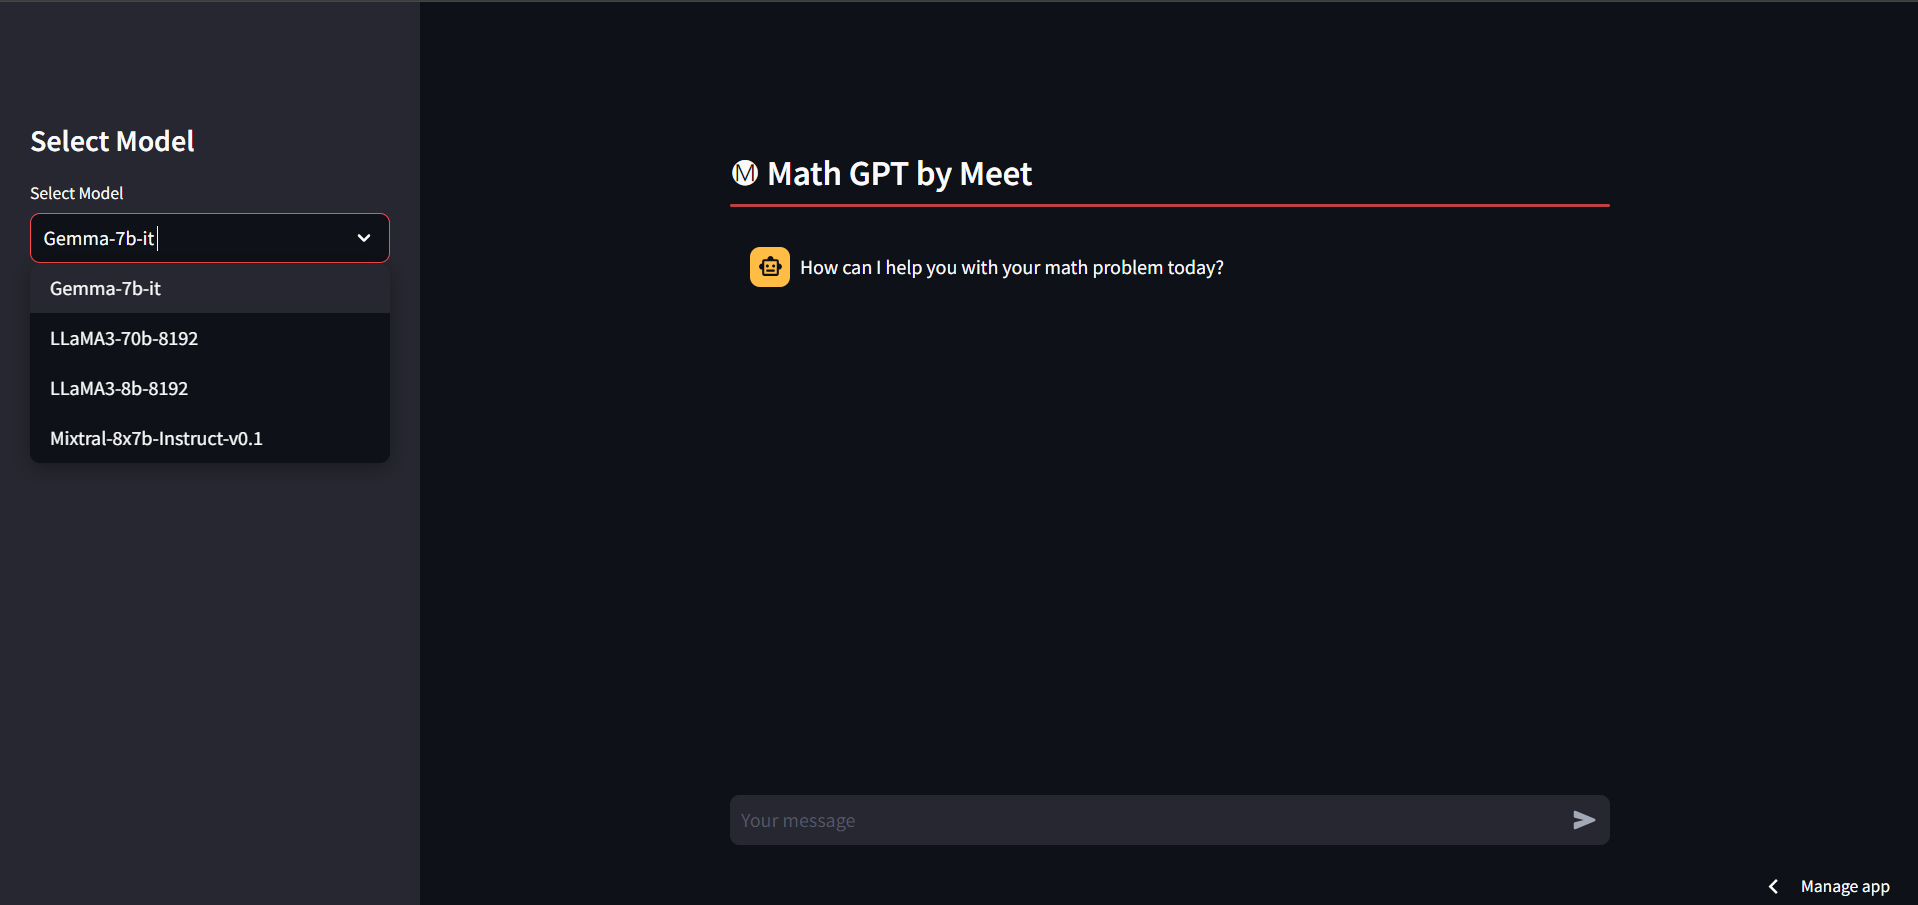 Select Model
Select Model
Gemma-7b-it
Gemma-7b-it
LLaMA3-70b-8192
LLaMA3-8b-8192
Mixtral-8x7b-Instruct-v0.1
M Math GPT by Meet
How can I help you with your math problem today?
Your message
Manage app